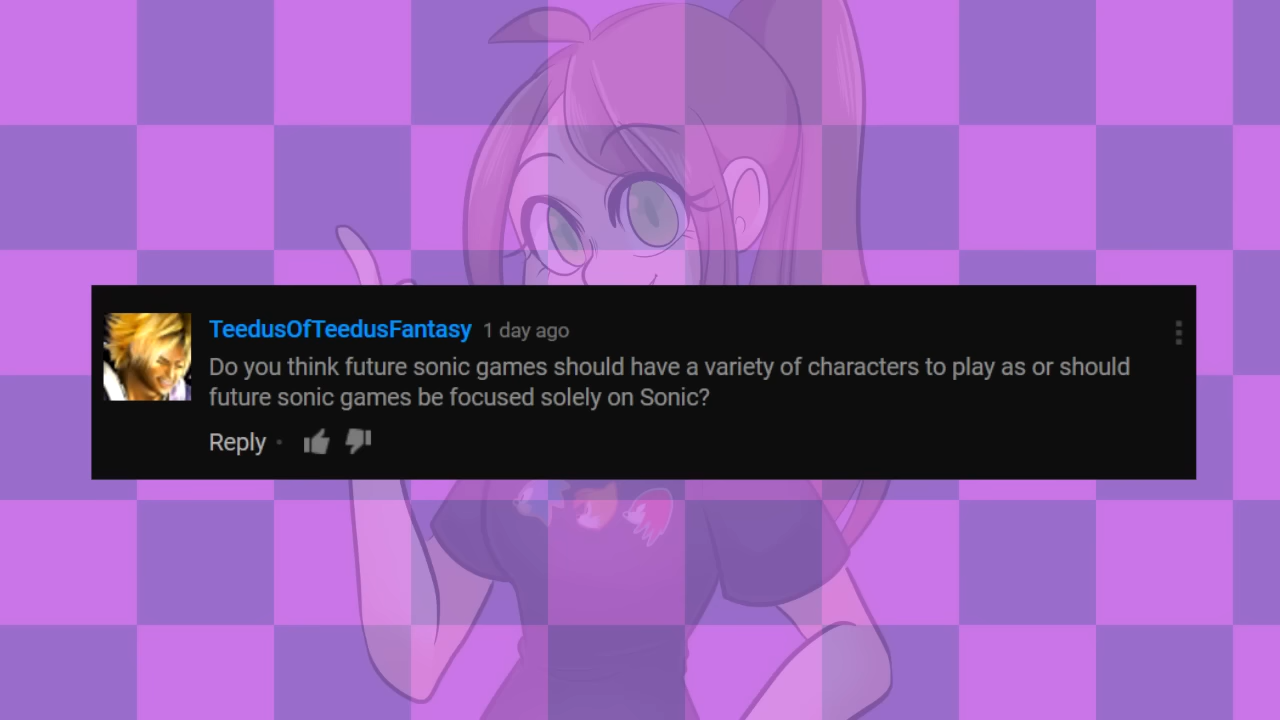 TeedusOfTeedusFantasy 1 day ago
Do you think future sonic games should have a variety of characters to play as or should
future sonic games be focused solely on Sonic?
Reply